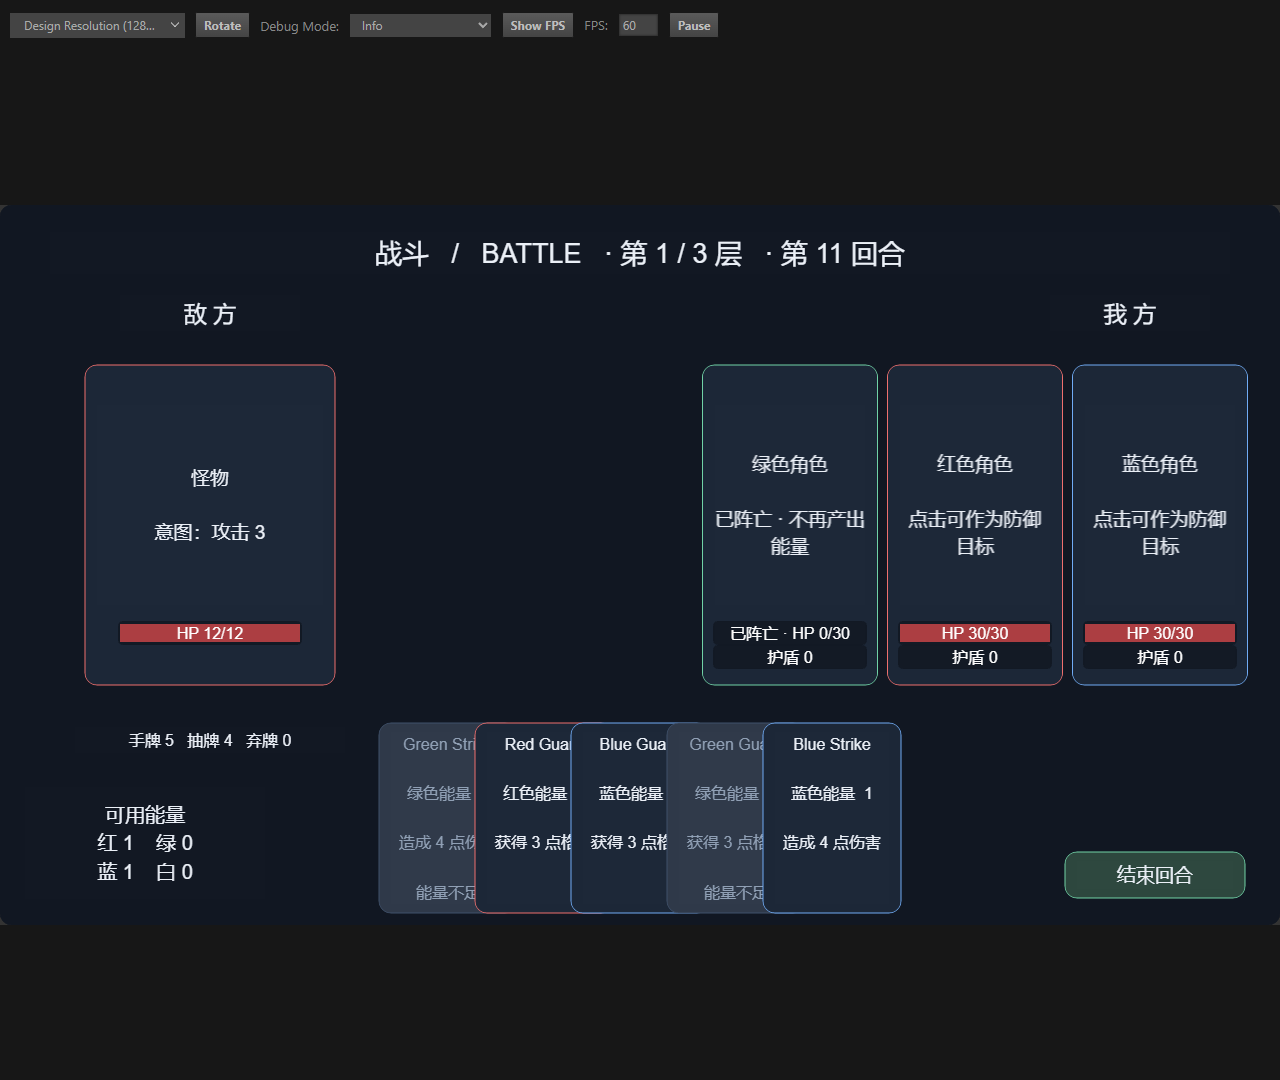 Design Resolution (128...
Rotate
Debug Mode:
Info
Show FPS
FPS:
60
Pause
战斗 / BATTLE · 第 1 / 3 层 · 第 11 回合
敌 方
我 方
怪物
意图：攻击 3
HP 12/12
绿色角色
已阵亡 · 不再产出
能量
已阵亡 · HP 0/30
护盾 0
红色角色
点击可作为防御
目标
HP 30/30
护盾 0
蓝色角色
点击可作为防御
目标
HP 30/30
护盾 0
手牌 5 抽牌 4 弃牌 0
可用能量
红 1 绿 0
蓝 1 白 0
Green Stri
绿色能量
造成 4 点
能量不足
Red Guar
红色能量
获得 3 点
Blue Gua
蓝色能量
获得 3 点
Green Gua
绿色能量
获得 3 点
能量不足
Blue Strike
蓝色能量 1
造成 4 点伤害
结束回合